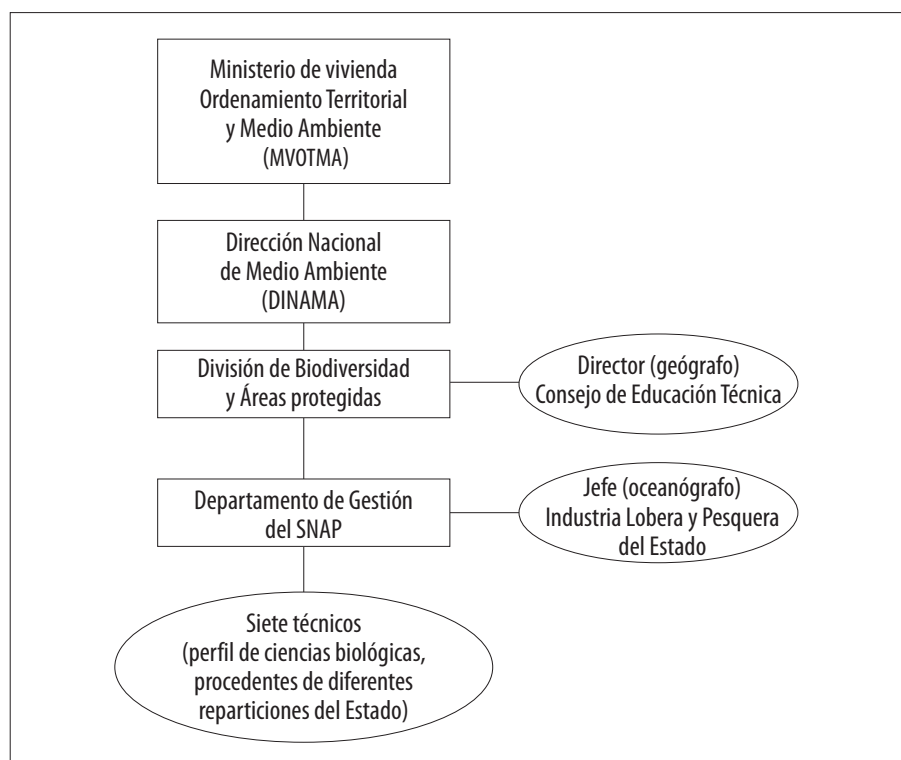 Ministerio de vivienda
Ordenamiento Territorial
y Medio Ambiente
(MVOTMA)
Dirección Nacional
de Medio Ambiente
(DINAMA)
División de Biodiversidad
y Áreas protegidas
Director (geógrafo)
Consejo de Educación Técnica
Departamento de Gestión
del SNAP
Jefe (oceanógrafo)
Industria Lobera y Pesquera
del Estado
Siete técnicos
(perfil de ciencias biológicas,
procedentes de diferentes
reparticiones del Estado)